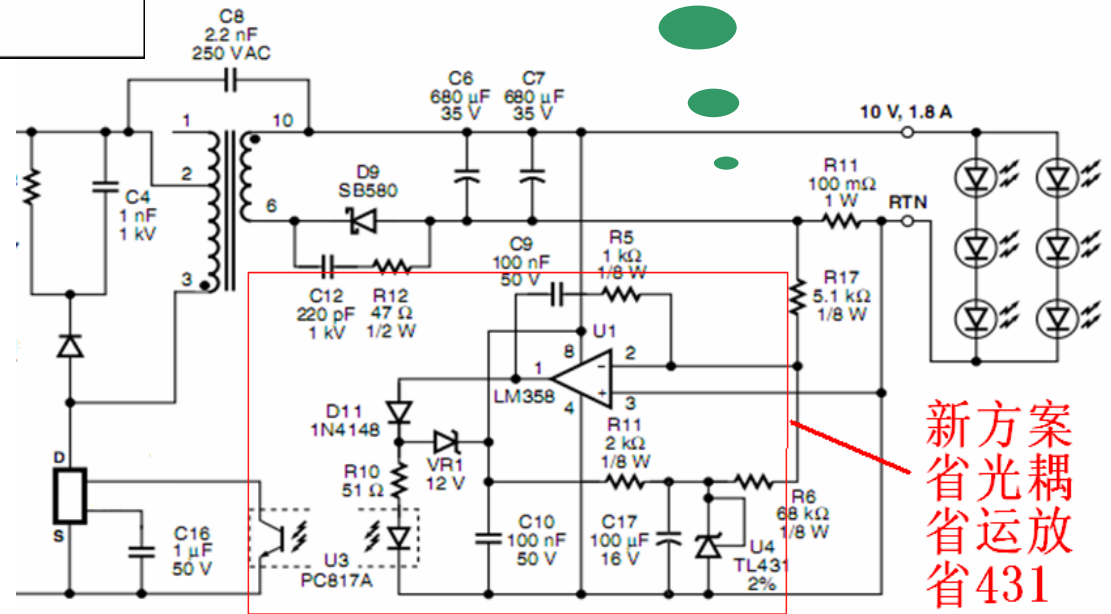 C8
2.2 nF
250 VAC
C6
680 µF
35 V
C7
680 µF
35 V
10 V, 1.8 A
1
10
2
C4
1 nF
1 kV
3
6
D9
SB580
R11
100 mΩ
1 W
RTN
C12
220 pF
1 kV
R12
47 Ω
1/2 W
C9
100 nF
50 V
R5
1 kΩ
1/8 W
R17
5.1 kΩ
1/8 W
U1
8
2
1
−
+
LM358
4
3
D11
1N4148
VR1
12 V
R11
2 kΩ
1/8 W
R10
51 Ω
R6
68 kΩ
1/8 W
D
S
C16
1 µF
50 V
U3
PC817A
C10
100 nF
50 V
C17
100 µF
16 V
U4
TL431
2%
新方案
省光耦
省运放
省431